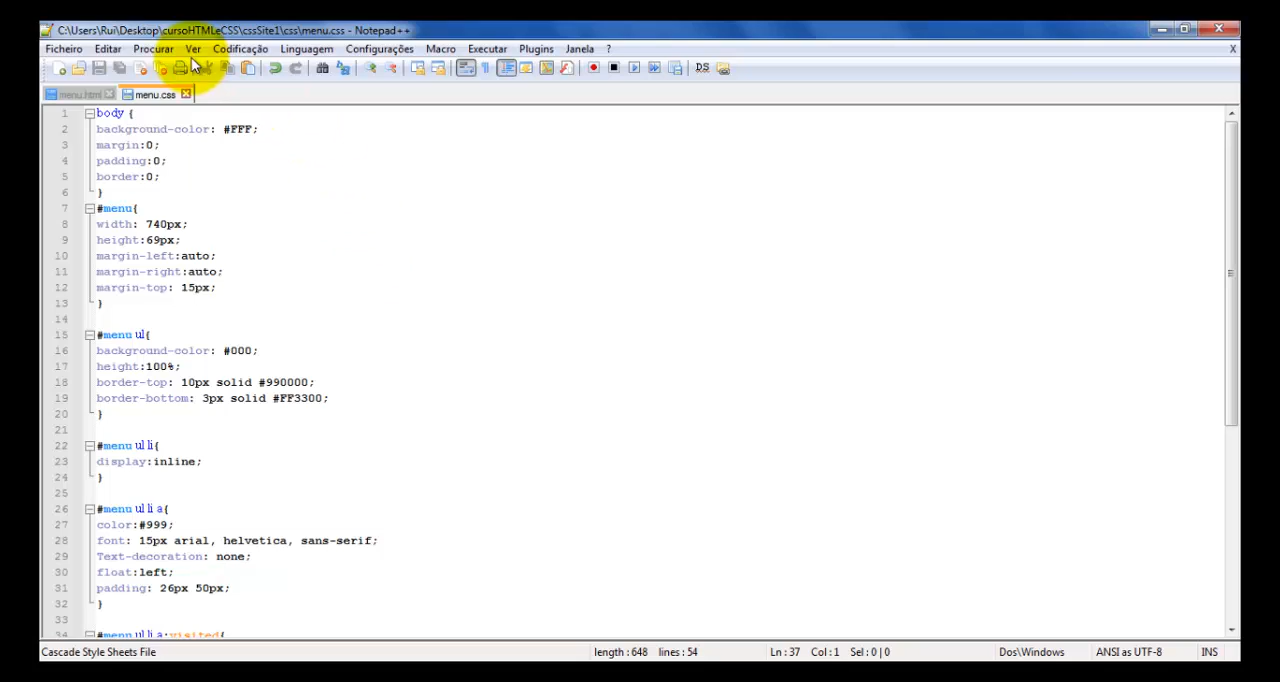 C:\Users\Rui\Desktop\cursoHTMLeCSS\cssSite1\css\menu.css - Notepad++
Ficheiro Editar Procurar Ver Codificação Linguagem Configurações Macro Executar Plugins Janela ? X
menu.html menu.css
1 body {
2 background-color: #FFF;
3 margin:0;
4 padding:0;
5 border:0;
6 }
7 #menu{
8 width: 740px;
9 height:69px;
10 margin-left:auto;
11 margin-right:auto;
12 margin-top: 15px;
13 }
14
15 #menu ul{
16 background-color: #000;
17 height:100%;
18 border-top: 10px solid #990000;
19 border-bottom: 3px solid #FF3300;
20 }
21
22 #menu ul li{
23 display:inline;
24 }
25
26 #menu ul li a{
27 color:#999;
28 font: 15px arial, helvetica, sans-serif;
29 Text-decoration: none;
30 float:left;
31 padding: 26px 50px;
32 }
33
34 #menu ul li a:visited{
Cascade Style Sheets File length : 648 lines : 54 Ln : 37 Col : 1 Sel : 0 | 0 Dos\Windows ANSI as UTF-8 INS